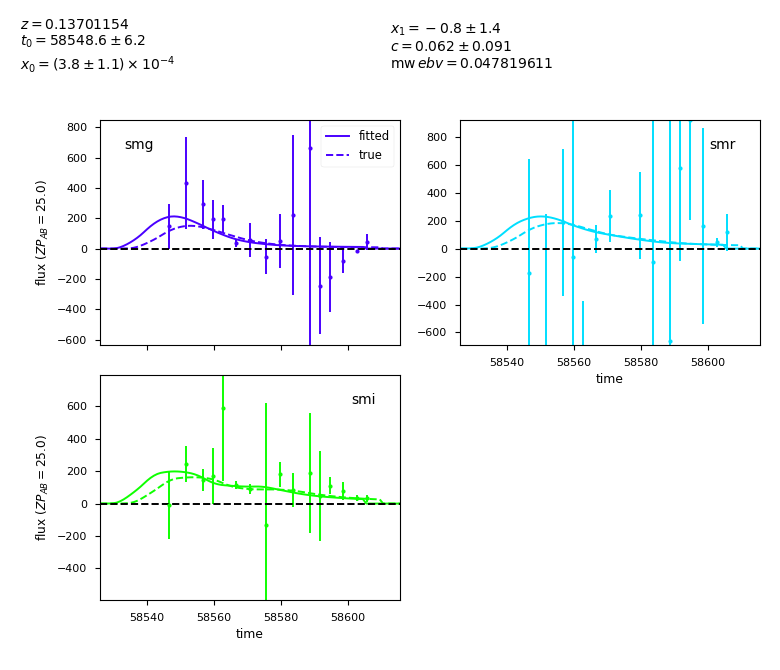 z = 0.13701154
t₀ = 58548.6 ± 6.2
x₀ = (3.8 ± 1.1) × 10⁻⁴
x₁ = −0.8 ± 1.4
c = 0.062 ± 0.091
mw ebv = 0.047819611
smg
fitted
true
800
600
400
200
0
−200
−400
−600
flux (ZP_AB = 25.0)
smr
800
600
400
200
0
−200
−400
−600
58540 58560 58580 58600
time
smi
600
400
200
0
−200
−400
flux (ZP_AB = 25.0)
58540 58560 58580 58600
time